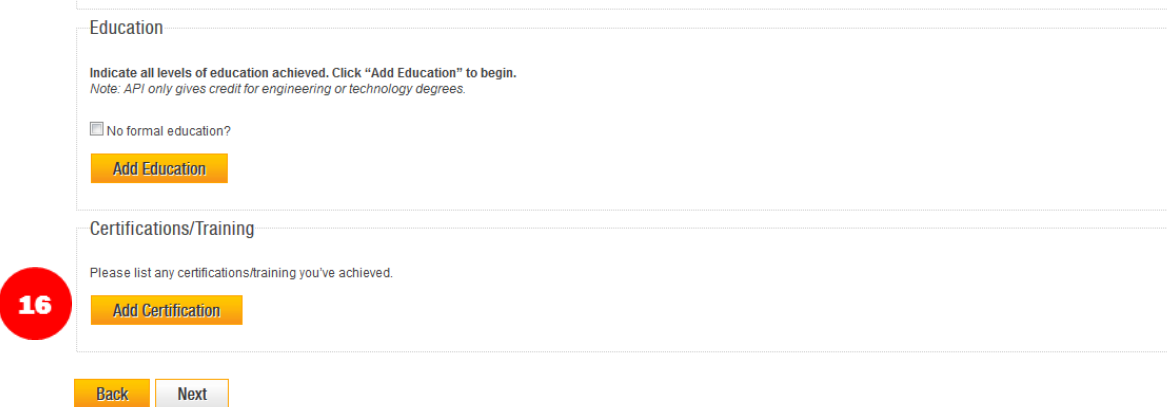 Education
Indicate all levels of education achieved. Click “Add Education” to begin.
Note: API only gives credit for engineering or technology degrees.
No formal education?
Add Education
Certifications/Training
Please list any certifications/training you've achieved.
16
Add Certification
Back
Next